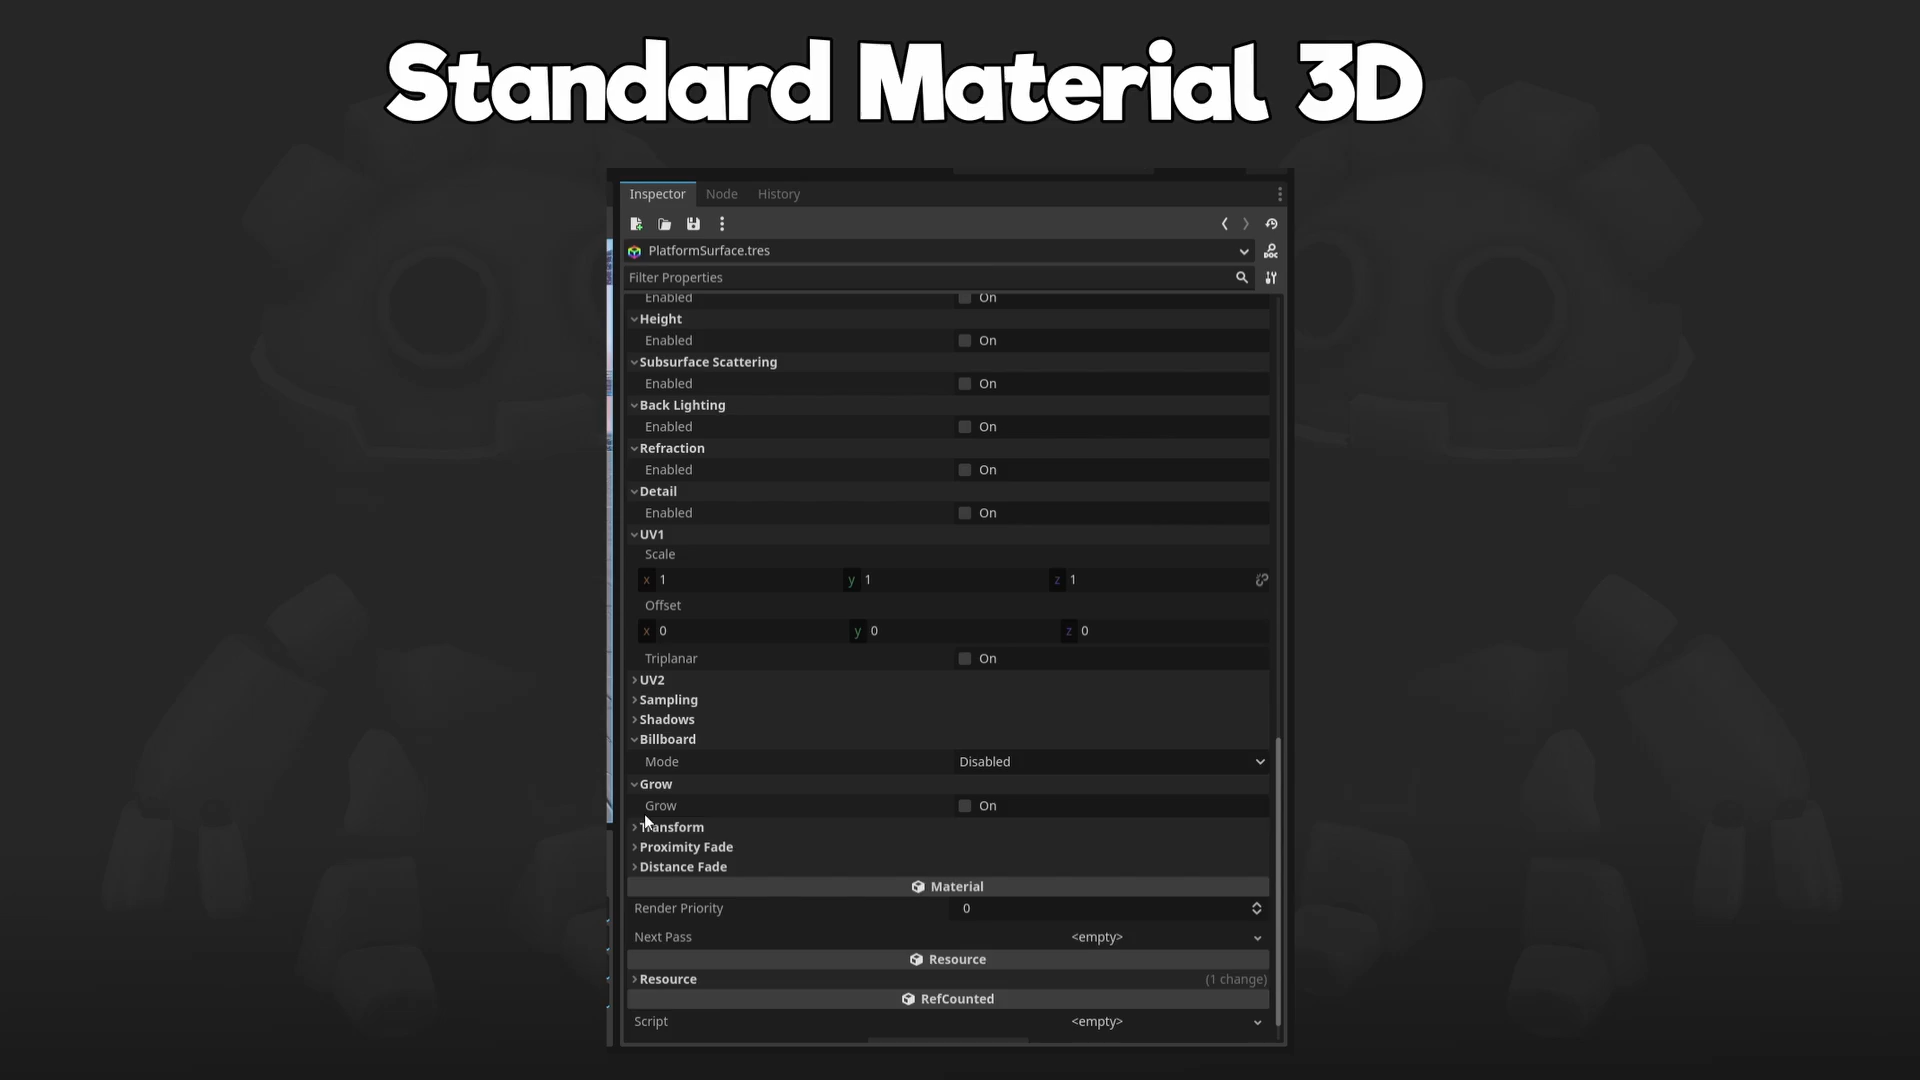 Standard Material 3D
Inspector Node History
PlatformSurface.tres
DOC
Filter Properties
Enabled On
Height
Enabled On
Subsurface Scattering
Enabled On
Back Lighting
Enabled On
Refraction
Enabled On
Detail
Enabled On
UV1
Scale
x 1 y 1 z 1
Offset
x 0 y 0 z 0
Triplanar On
UV2
Sampling
Shadows
Billboard
Mode Disabled
Grow
Grow On
Transform
Proximity Fade
Distance Fade
Material
Render Priority 0
Next Pass <empty>
Resource
Resource (1 change)
RefCounted
Script <empty>